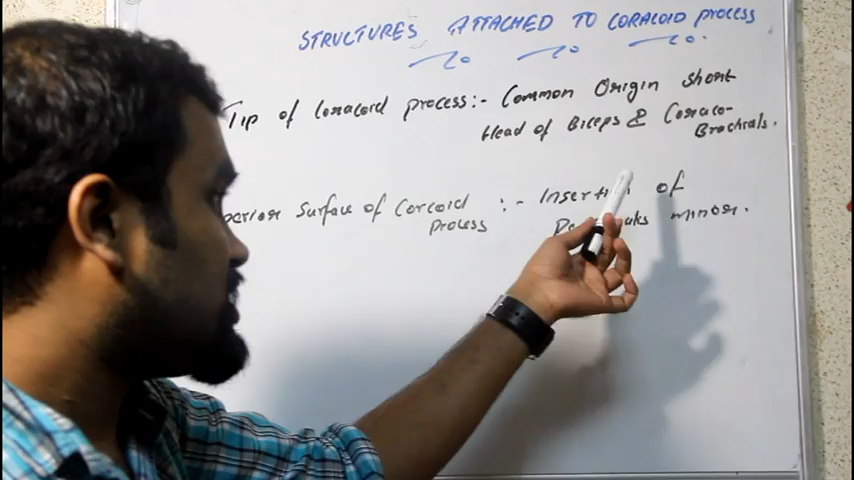 STRUCTURES ATTACHED TO CORACOID PROCESS
Tip of Coracoid process:- Common Origin short
Head of Biceps & Coraco-
Brachialis.
Surface of Corcoid :- Insertion of
process minor.